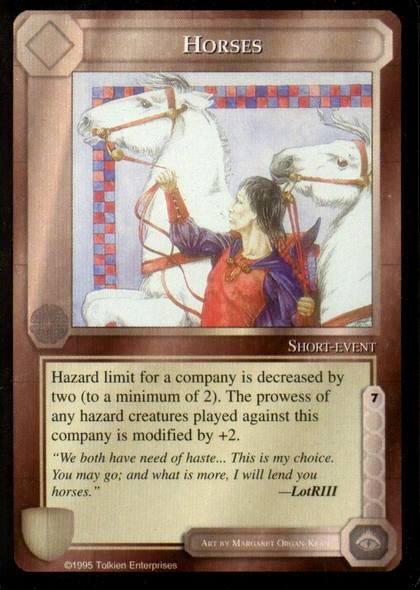 HORSES
SHORT-EVENT
Hazard limit for a company is decreased by
two (to a minimum of 2). The prowess of
any hazard creatures played against this
company is modified by +2.
7
“We both have need of haste... This is my choice.
You may go; and what is more, I will lend you
horses.” —LotRIII
ART BY MARGARET ORGAN-KEAN
©1995 Tolkien Enterprises